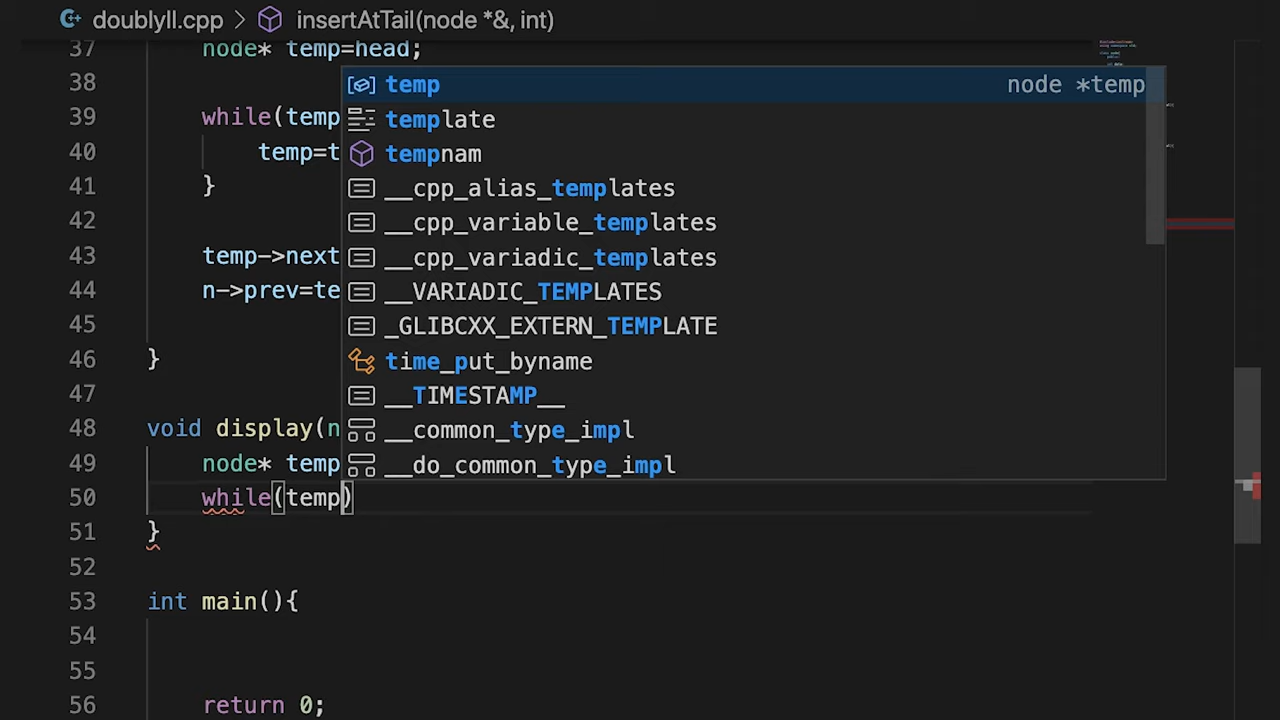 doublyll.cpp > insertAtTail(node *&, int)
37 node* temp=head;
38
39 while(temp
40 temp=t
41 }
42
43 temp->next
44 n->prev=te
45
46 }
47
48 void display(n
49 node* temp
50 while(temp)
51 }
52
53 int main(){
54
55
56 return 0;
temp node *temp
template
tempnam
__cpp_alias_templates
__cpp_variable_templates
__cpp_variadic_templates
__VARIADIC_TEMPLATES
_GLIBCXX_EXTERN_TEMPLATE
time_put_byname
__TIMESTAMP__
__common_type_impl
__do_common_type_impl